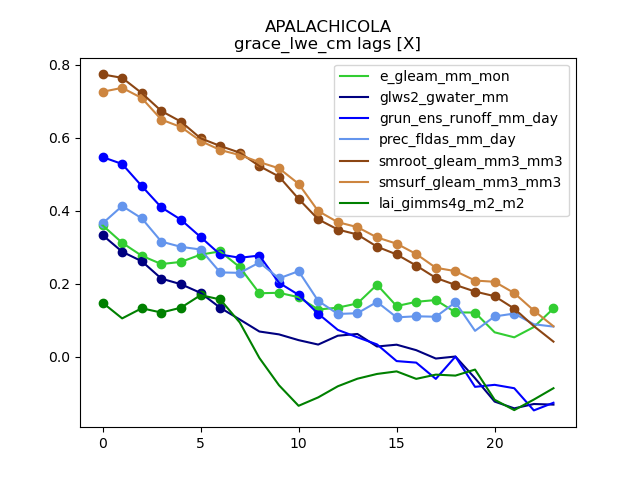 APALACHICOLA
grace_lwe_cm lags [X]
0.8
0.6
0.4
0.2
0.0
0
5
10
15
20
e_gleam_mm_mon
glws2_gwater_mm
grun_ens_runoff_mm_day
prec_fldas_mm_day
smroot_gleam_mm3_mm3
smsurf_gleam_mm3_mm3
lai_gimms4g_m2_m2